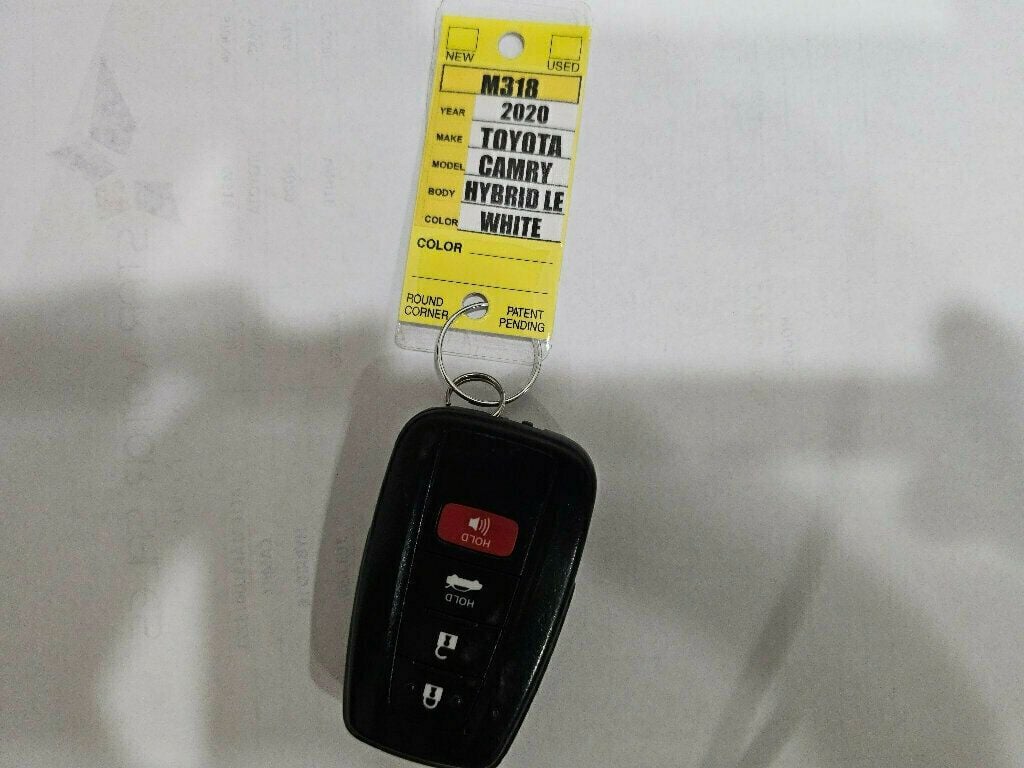 NEW
USED
M318
YEAR 2020
MAKE TOYOTA
MODEL CAMRY
BODY HYBRID LE
COLOR WHITE
COLOR
ROUND CORNER
PATENT PENDING
HOLD
HOLD